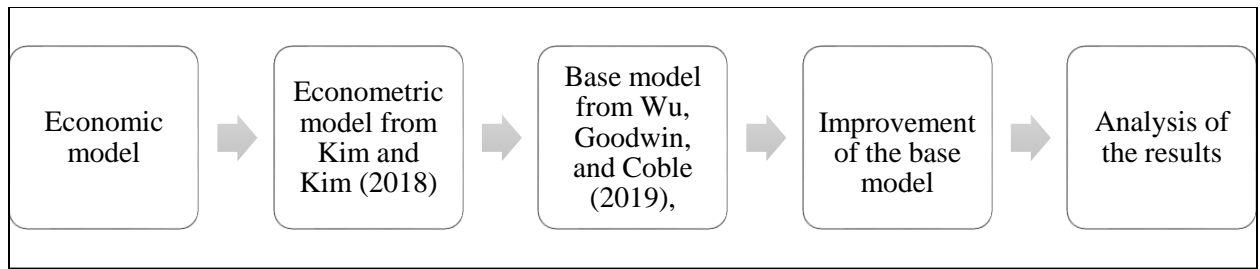 Economic
model
Econometric
model from
Kim and
Kim (2018)
Base model
from Wu,
Goodwin,
and Coble
(2019),
Improvement
of the base
model
Analysis of
the results